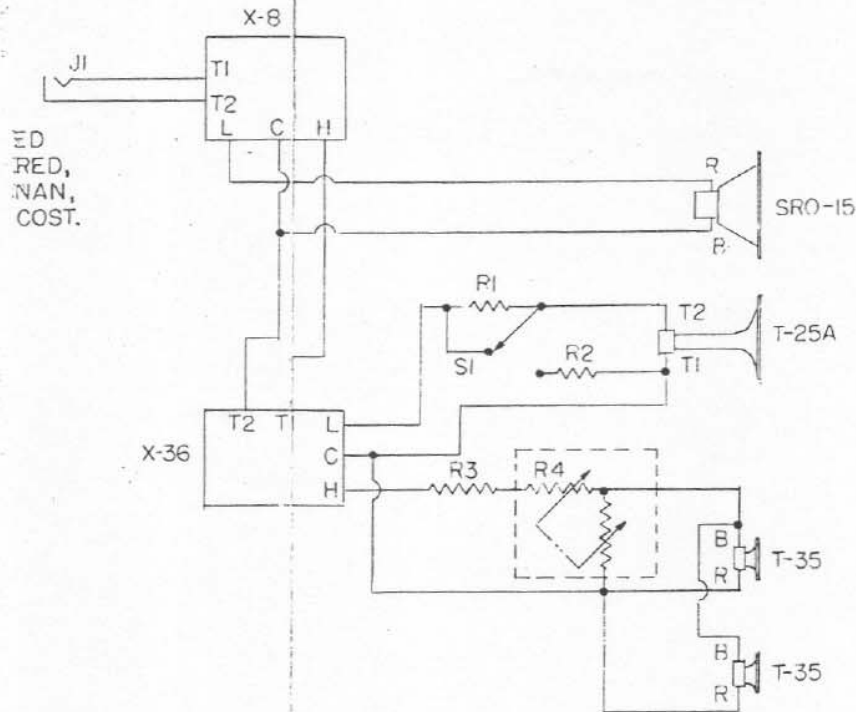 X-8
J1
T1
T2
L C H
ED
RED,
NAN,
COST.
R
SRO-15
B
R1
T2
T-25A
S1
R2
T1
T2 T1 L
X-36
C
H
R3 R4
B
T-35
R
B
T-35
R